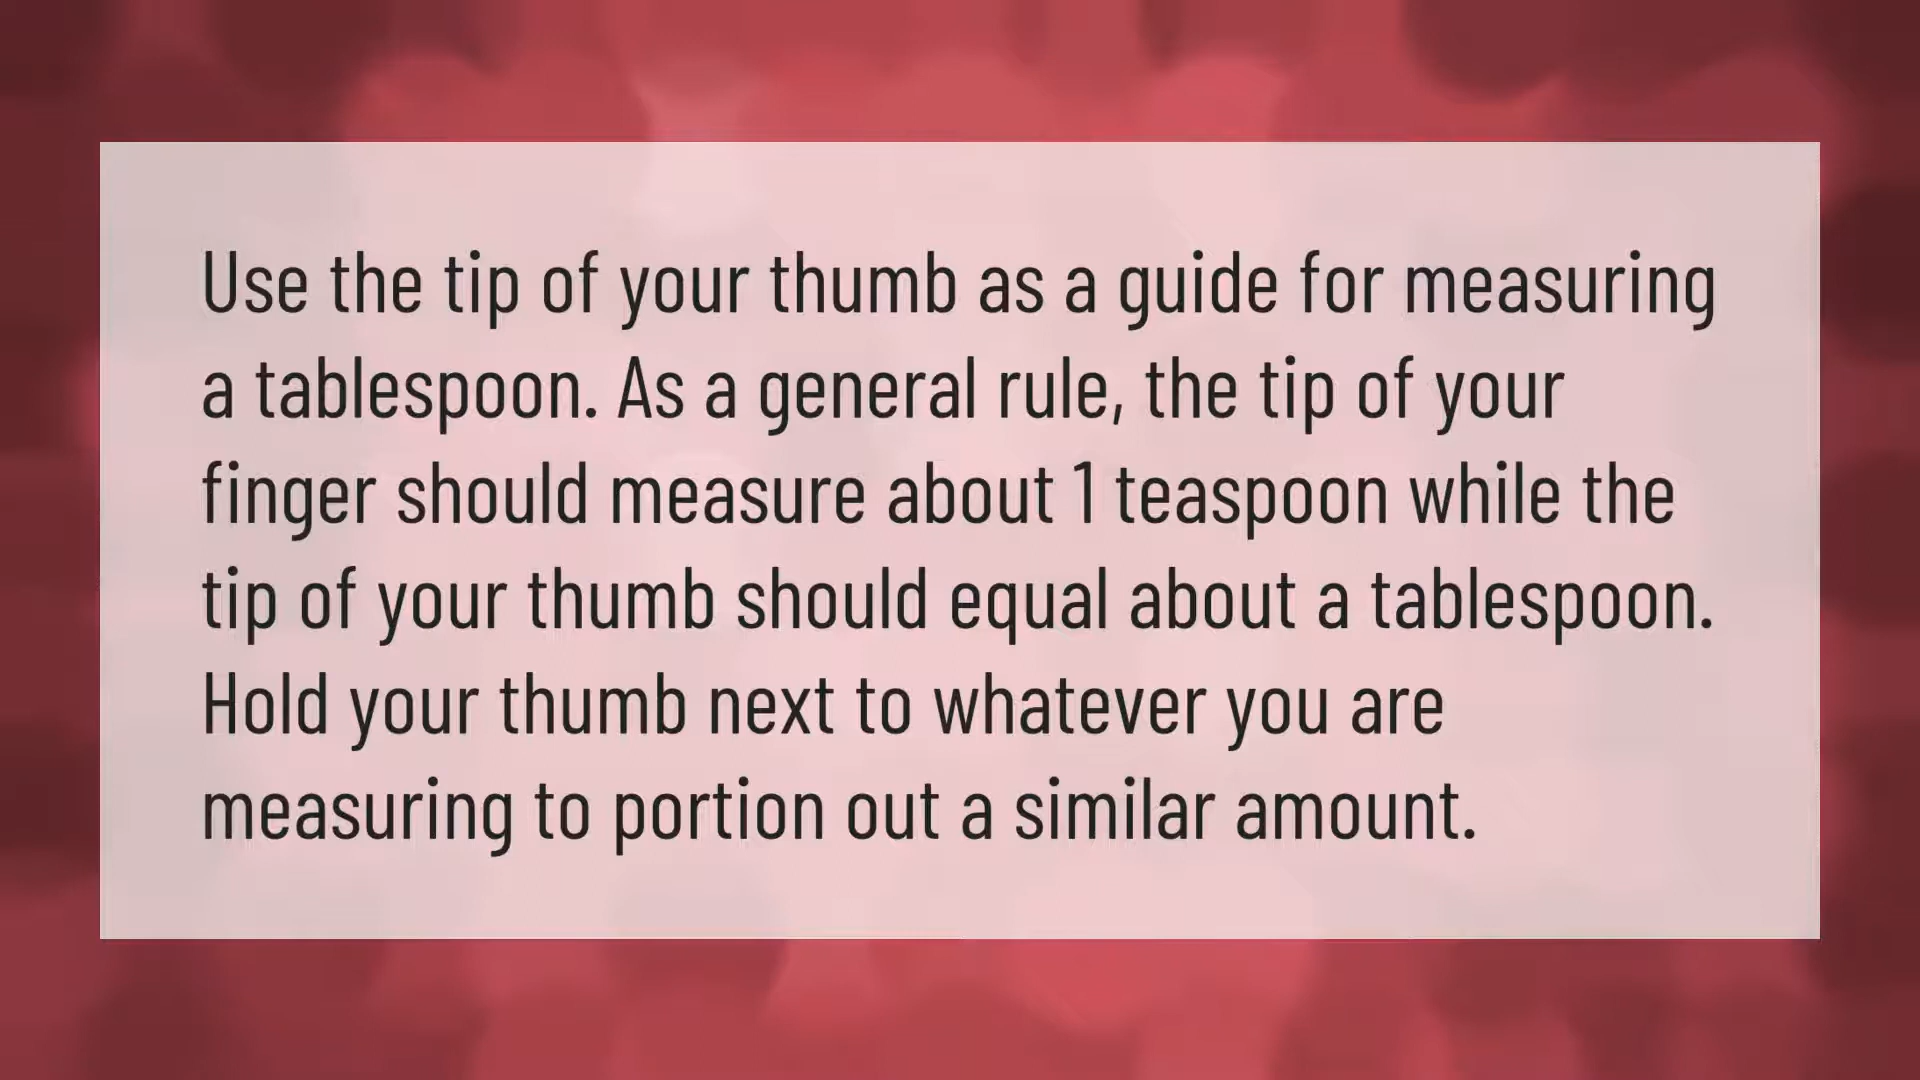 Use the tip of your thumb as a guide for measuring
a tablespoon. As a general rule, the tip of your
finger should measure about 1 teaspoon while the
tip of your thumb should equal about a tablespoon.
Hold your thumb next to whatever you are
measuring to portion out a similar amount.